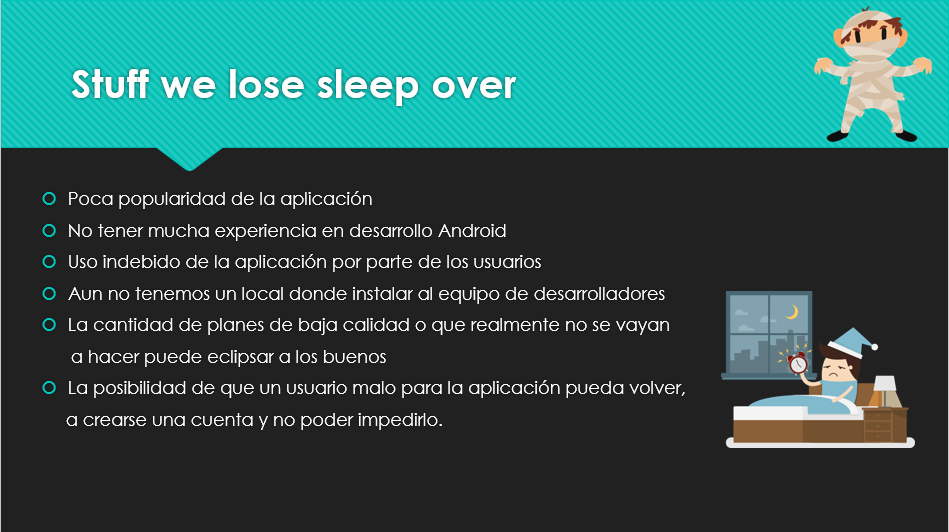 Stuff we lose sleep over
Poca popularidad de la aplicación
No tener mucha experiencia en desarrollo Android
Uso indebido de la aplicación por parte de los usuarios
Aun no tenemos un local donde instalar al equipo de desarrolladores
La cantidad de planes de baja calidad o que realmente no se vayan
a hacer puede eclipsar a los buenos
La posibilidad de que un usuario malo para la aplicación pueda volver,
a crearse una cuenta y no poder impedirlo.